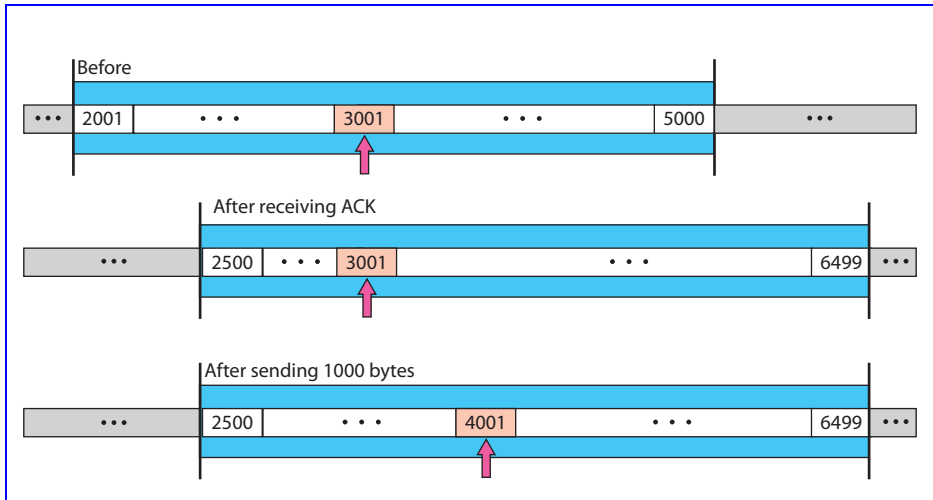 Before
••• 2001 • • • 3001 • • • 5000 •••
After receiving ACK
••• 2500 • • • 3001 • • • 6499 •••
After sending 1000 bytes
••• 2500 • • • 4001 • • • 6499 •••